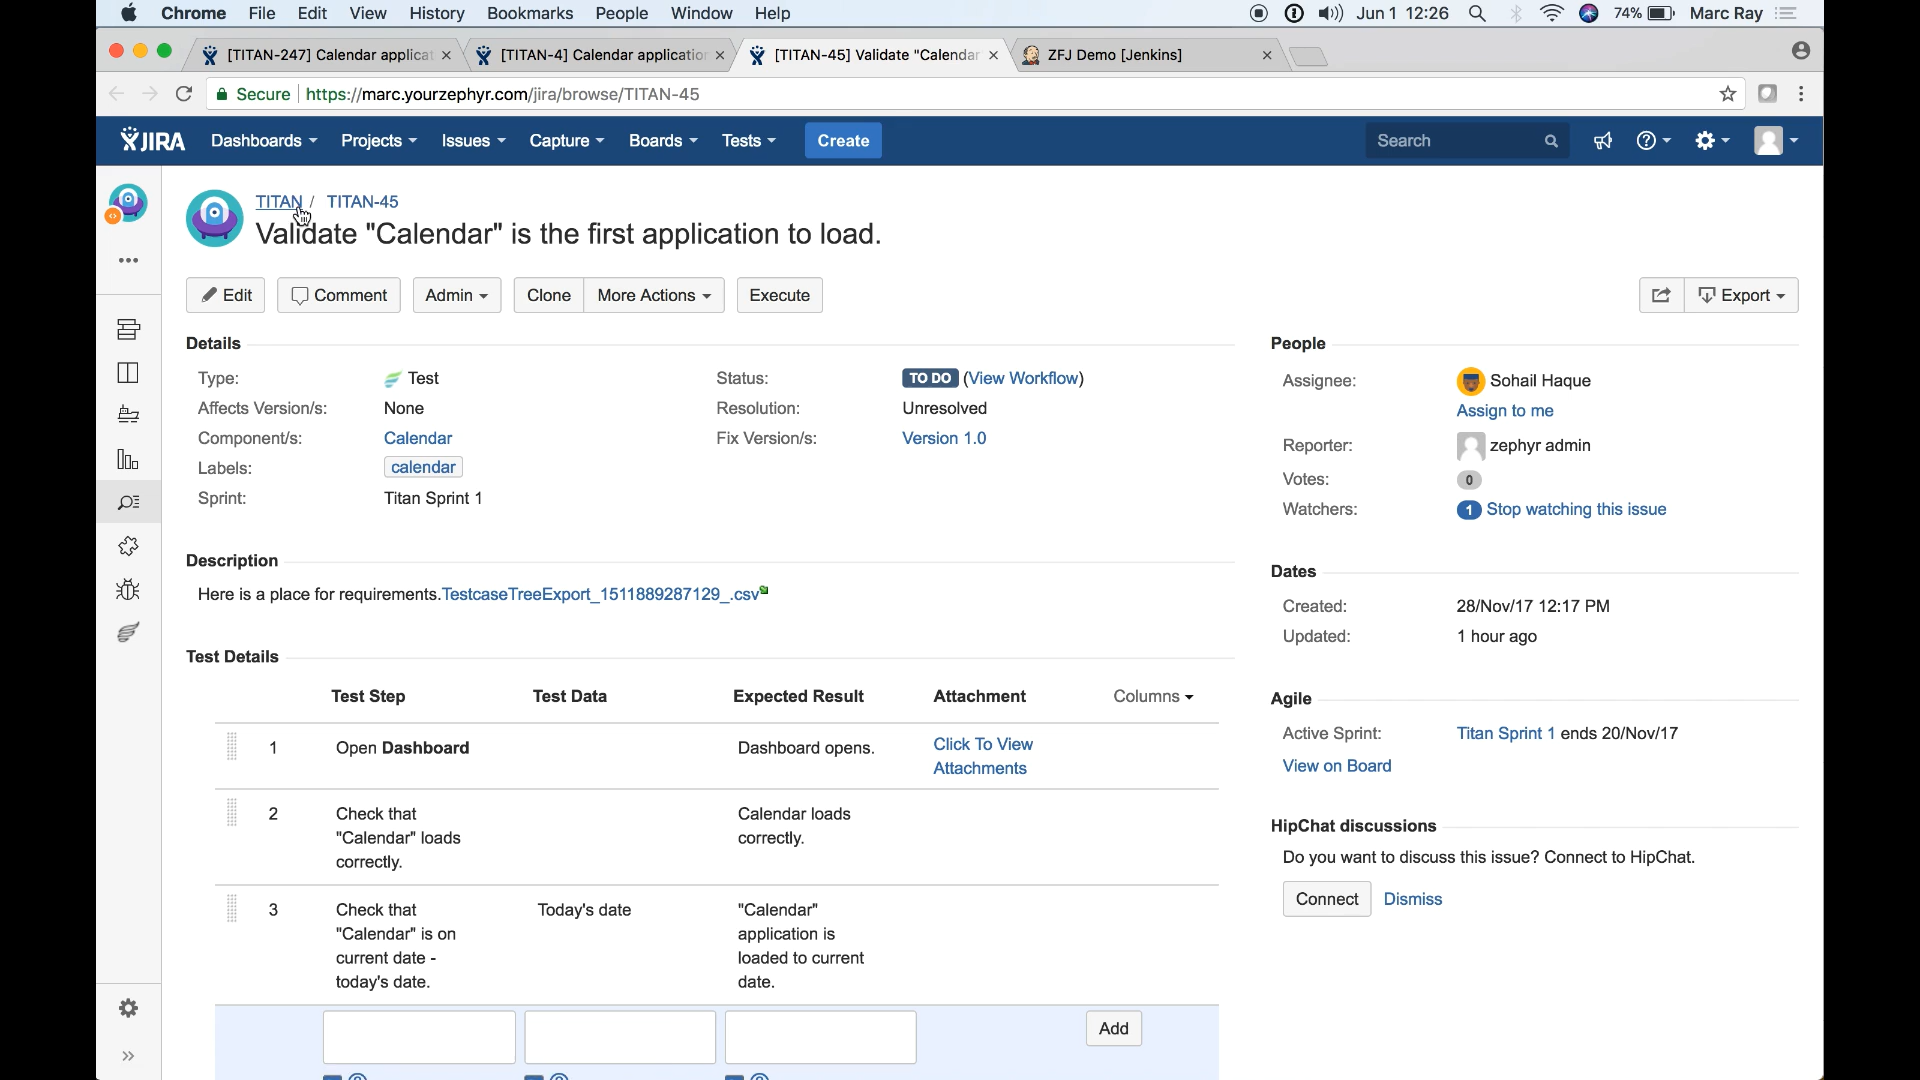 Chrome File Edit View History Bookmarks People Window Help Jun 1 12:26 74% Marc Ray
[TITAN-247] Calendar applicat [TITAN-4] Calendar application [TITAN-45] Validate "Calendar ZFJ Demo [Jenkins]
Secure https://marc.yourzephyr.com/jira/browse/TITAN-45
JIRA Dashboards Projects Issues Capture Boards Tests Create Search
TITAN / TITAN-45
Validate "Calendar" is the first application to load.
Edit Comment Admin Clone More Actions Execute Export
Details
Type: Test Status: TO DO (View Workflow)
Affects Version/s: None Resolution: Unresolved
Component/s: Calendar Fix Version/s: Version 1.0
Labels: calendar
Sprint: Titan Sprint 1
Description
Here is a place for requirements.TestcaseTreeExport_1511889287129_.csv
Test Details
Test Step Test Data Expected Result Attachment Columns
1 Open Dashboard Dashboard opens. Click To View
Attachments
2 Check that
"Calendar" loads
correctly.
Calendar loads
correctly.
3 Check that
"Calendar" is on
current date -
today's date.
Today's date
"Calendar"
application is
loaded to current
date.
Add
People
Assignee: Sohail Haque
Assign to me
Reporter: zephyr admin
Votes: 0
Watchers: 1 Stop watching this issue
Dates
Created: 28/Nov/17 12:17 PM
Updated: 1 hour ago
Agile
Active Sprint: Titan Sprint 1 ends 20/Nov/17
View on Board
HipChat discussions
Do you want to discuss this issue? Connect to HipChat.
Connect Dismiss